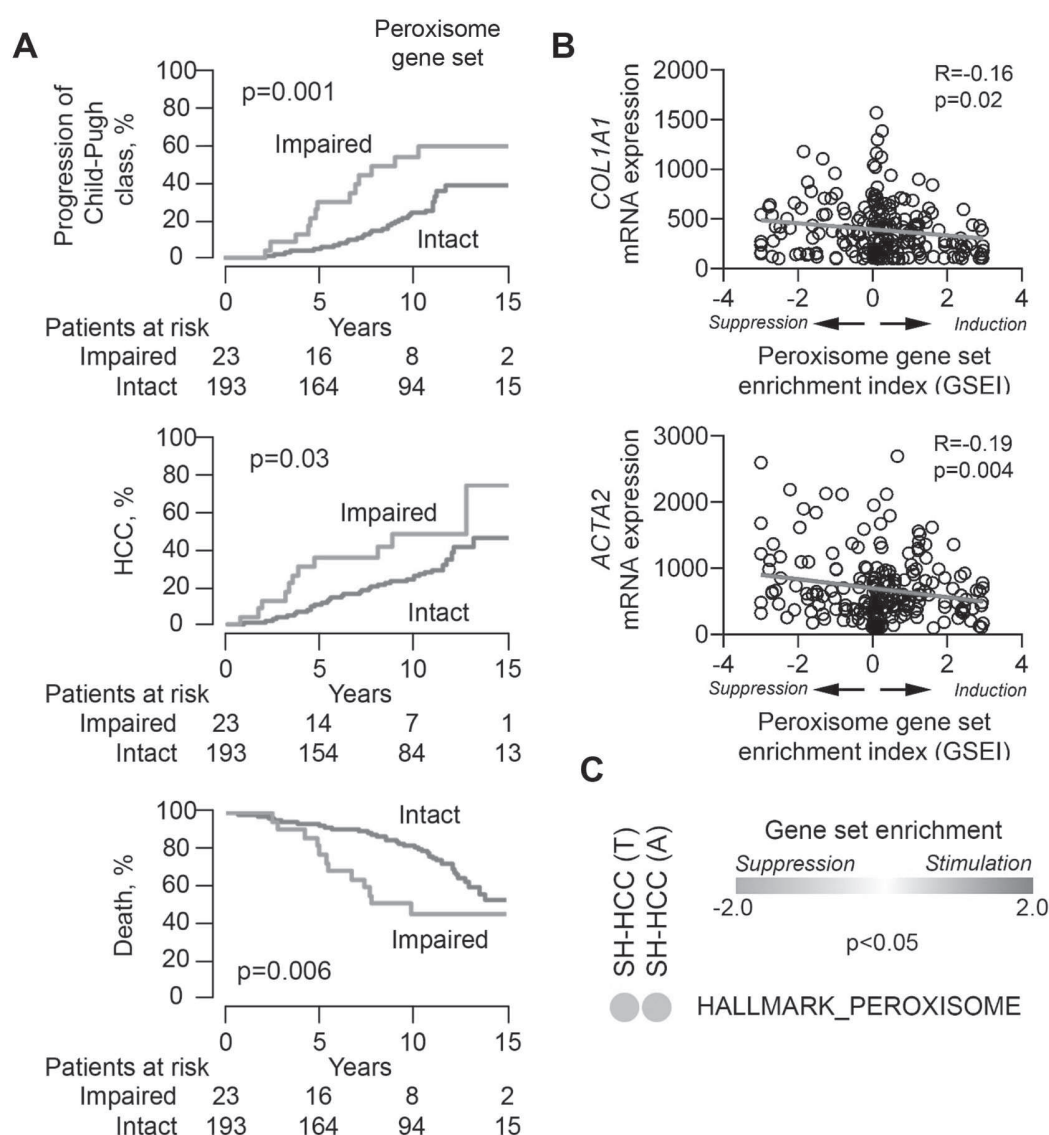 A
Peroxisome
gene set
Progression of
Child-Pugh
class, %
100
80
60
40
20
0
p=0.001
Impaired
Intact
0 5 10 15
Patients at risk Years
Impaired 23 16 8 2
Intact 193 164 94 15
HCC, %
100
80
60
40
20
0
p=0.03
Impaired
Intact
0 5 10 15
Patients at risk Years
Impaired 23 14 7 1
Intact 193 154 84 13
Death, %
100
80
60
40
20
0
Intact
Impaired
p=0.006
0 5 10 15
Patients at risk Years
Impaired 23 16 8 2
Intact 193 164 94 15
B
COL1A1
mRNA expression
2000
1500
1000
500
0
R=-0.16
p=0.02
-4 -2 0 2 4
Suppression Induction
Peroxisome gene set
enrichment index (GSEI)
ACTA2
mRNA expression
3000
2000
1000
0
R=-0.19
p=0.004
-4 -2 0 2 4
Suppression Induction
Peroxisome gene set
enrichment index (GSEI)
C
SH-HCC (T)
SH-HCC (A)
Gene set enrichment
Suppression Stimulation
-2.0 2.0
p<0.05
HALLMARK_PEROXISOME